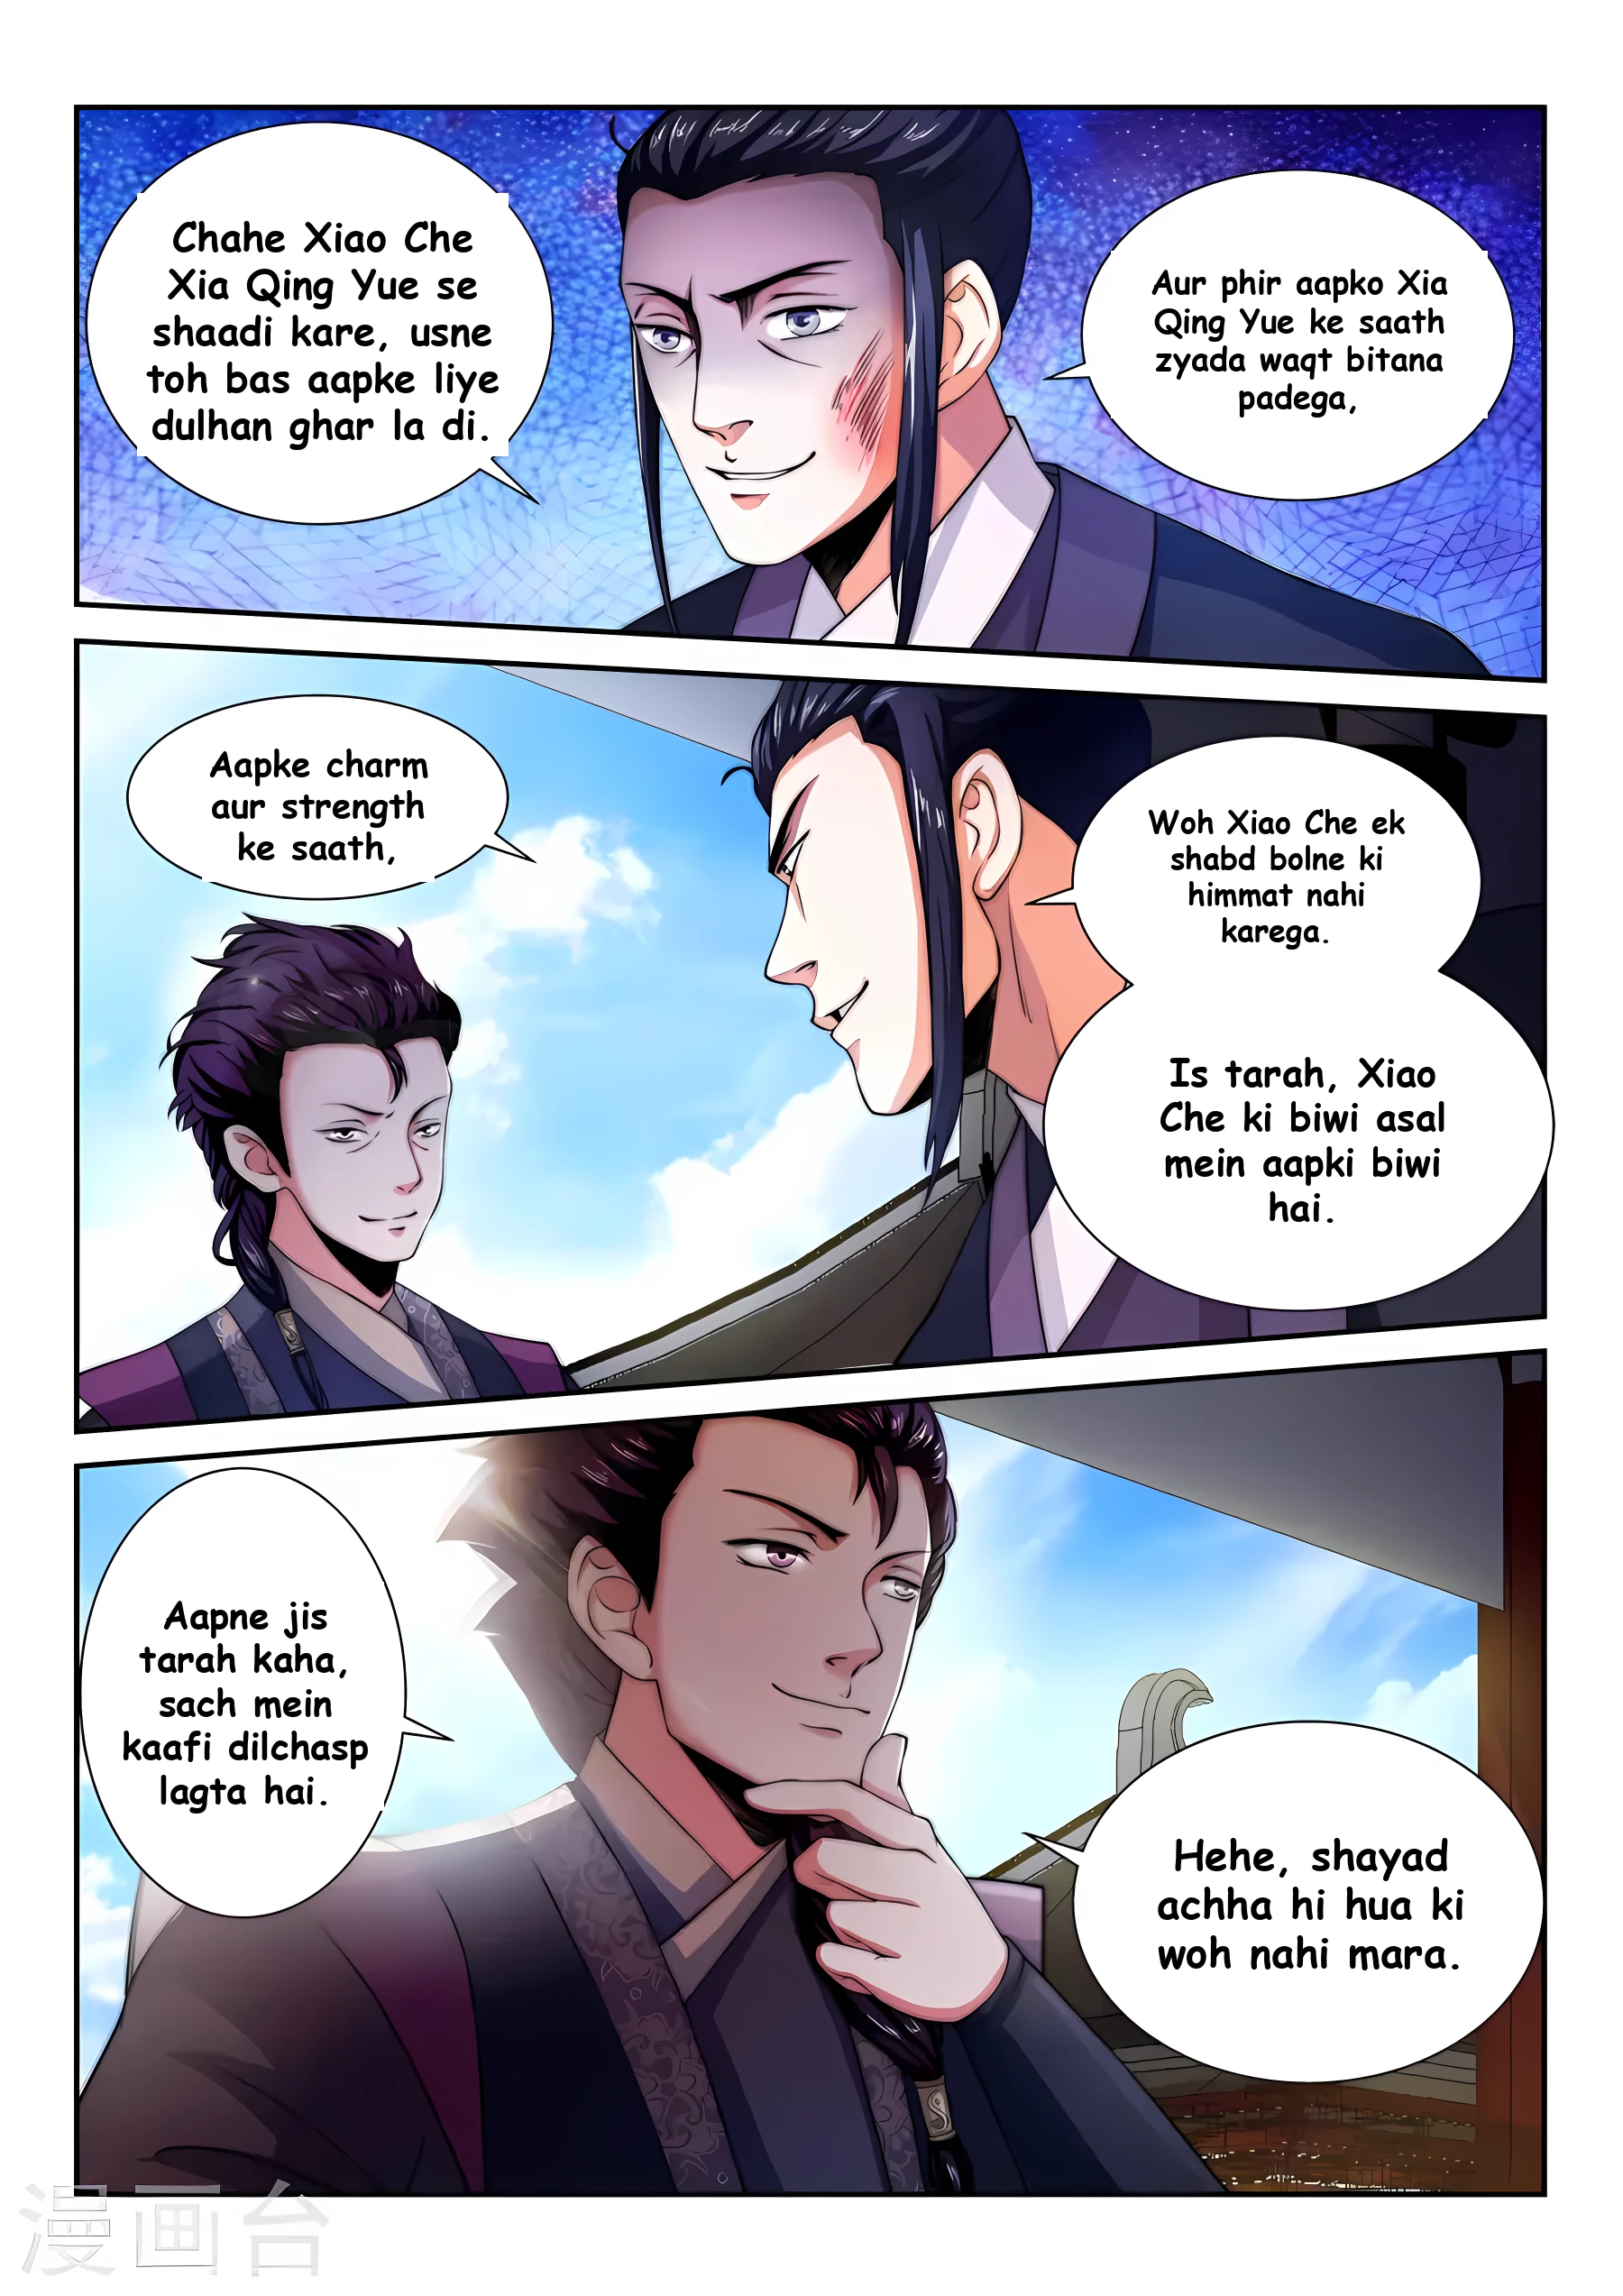 Chahe Xiao Che
Xia Qing Yue se
shaadi kare, usne
toh bas aapke liye
dulhan ghar la di.
Aur phir aapko Xia
Qing Yue ke saath
zyada waqt bitana
padega,
Aapke charm
aur strength
ke saath,
Woh Xiao Che ek
shabd bolne ki
himmat nahi
karega.
Is tarah, Xiao
Che ki biwi asal
mein aapki biwi
hai.
Aapne jis
tarah kaha,
sach mein
kaafi dilchasp
lagta hai.
Hehe, shayad
achha hi hua ki
woh nahi mara.
漫画台